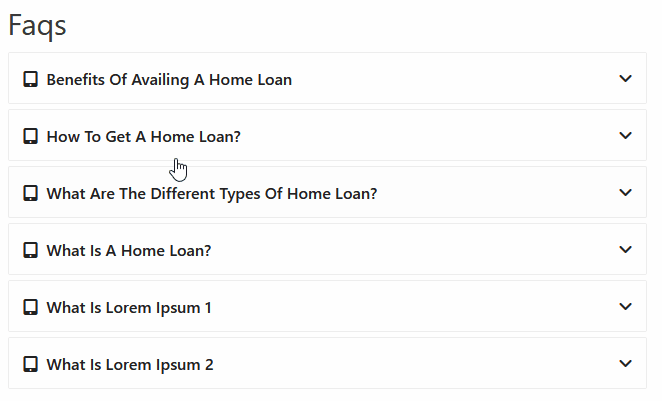 Faqs
Benefits Of Availing A Home Loan
How To Get A Home Loan?
What Are The Different Types Of Home Loan?
What Is A Home Loan?
What Is Lorem Ipsum 1
What Is Lorem Ipsum 2